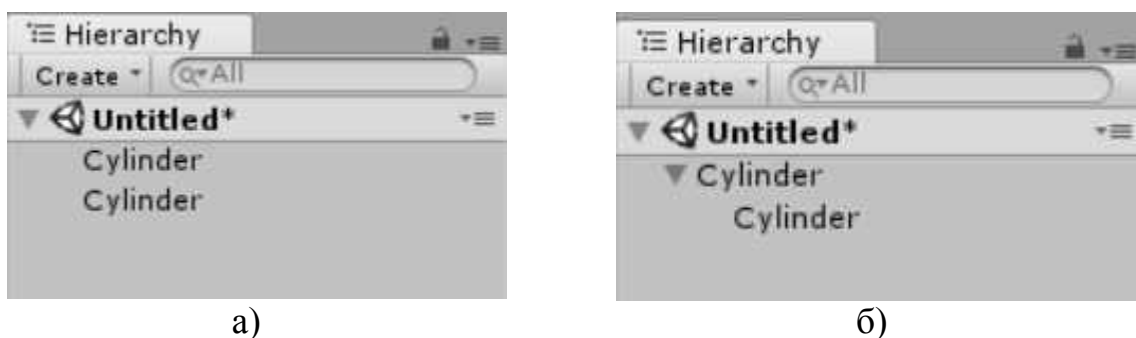 Hierarchy
Create All
Untitled*
Cylinder
Cylinder
а)
Hierarchy
Create All
Untitled*
Cylinder
Cylinder
б)